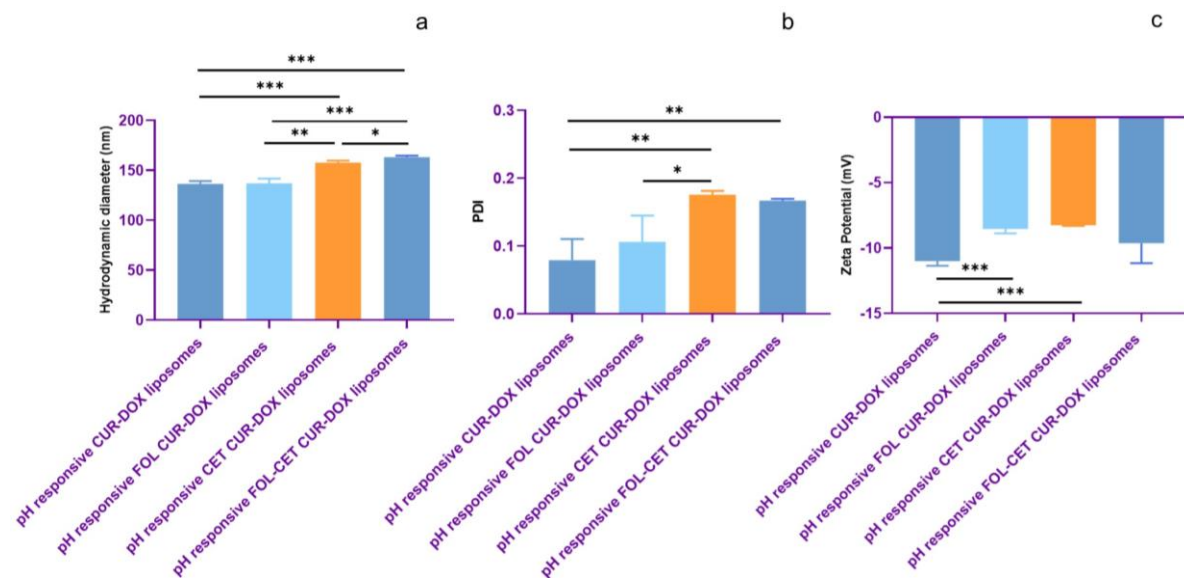 a
***
***
***
**
*
Hydrodynamic diameter (nm)
200
150
100
50
0
pH responsive CUR-DOX liposomes
pH responsive FOL CUR-DOX liposomes
pH responsive CET CUR-DOX liposomes
pH responsive FOL-CET CUR-DOX liposomes
b
**
**
*
PDI
0.3
0.2
0.1
0.0
pH responsive CUR-DOX liposomes
pH responsive FOL CUR-DOX liposomes
pH responsive CET CUR-DOX liposomes
pH responsive FOL-CET CUR-DOX liposomes
c
Zeta Potential (mV)
0
-5
-10
-15
***
***
pH responsive CUR-DOX liposomes
pH responsive FOL CUR-DOX liposomes
pH responsive CET CUR-DOX liposomes
pH responsive FOL-CET CUR-DOX liposomes